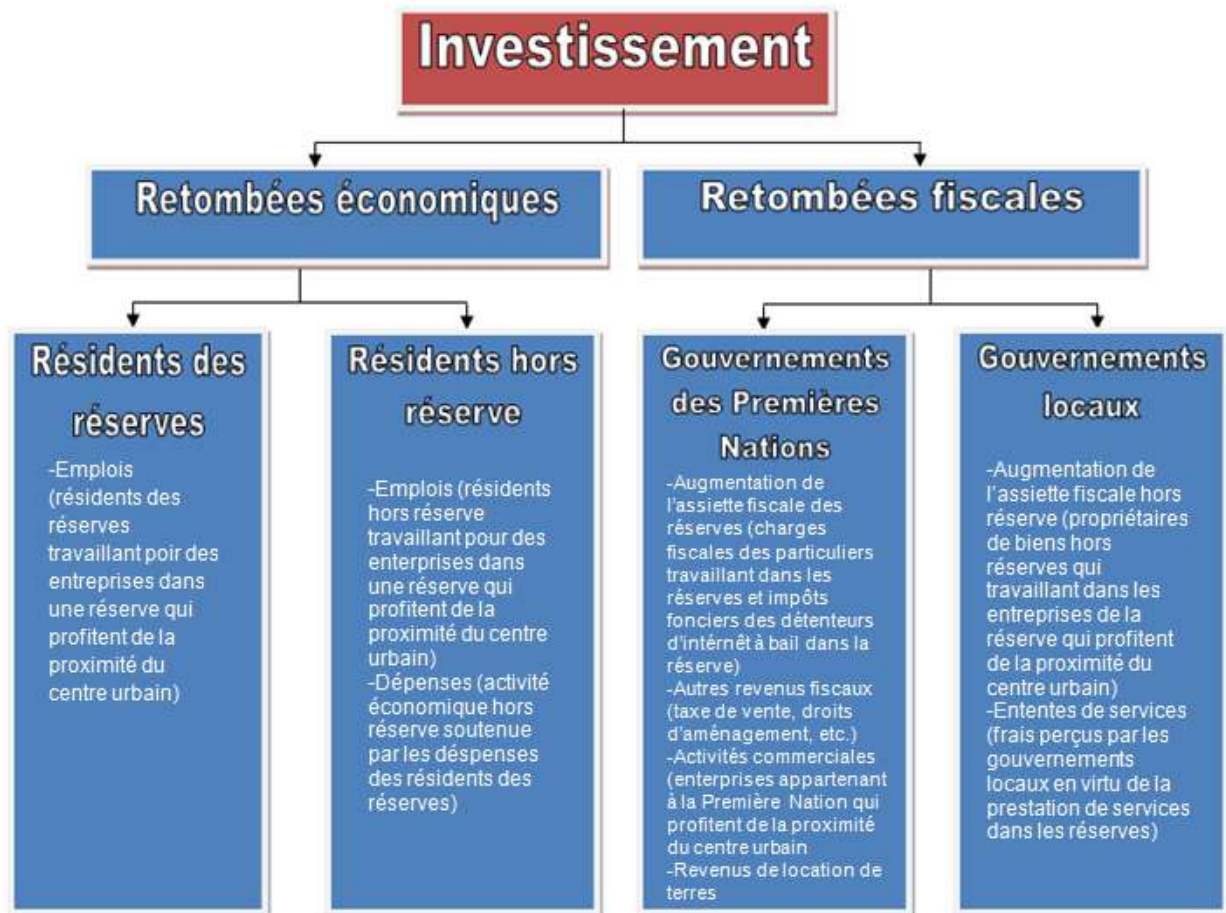 Investissement
Retombées économiques
Retombées fiscales
Résidents des
réserves
-Emplois
(résidents des
réserves
travaillant poir des
entreprises dans
une réserve qui
profitent de la
proximité du
centre urbain)
Résidents hors
réserve
-Emplois (résidents
hors réserve
travaillant pour des
enterprises dans
une réserve qui
profitent de la
proximité du centre
urbain)
-Dépenses (activité
économique hors
réserve soutenue
par les déspenses
des résidents des
réserves)
Gouvernements
des Premières
Nations
-Augmentation de
l'assiette fiscale des
réserves (charges
fiscales des particuliers
travaillant dans les
réserves et impôts
fonciers des détenteurs
d'intérnêt à bail dans la
réserve)
-Autres revenus fiscaux
(taxe de vente, droits
d'aménagement, etc.)
-Activités commerciales
(enterprises appartenant
à la Première Nation qui
profitent de la proximité
du centre urbain
-Revenus de location de
terres
Gouvernements
locaux
-Augmentation de
l'assiette fiscale hors
réserve (propriétaires
de biens hors
réserves qui
travaillant dans les
entreprises de la
réserve qui profitent
de la proximité du
centre urbain)
-Ententes de services
(frais perçus par les
gouvernements
locaux en virtu de la
prestation de services
dans les réserves)